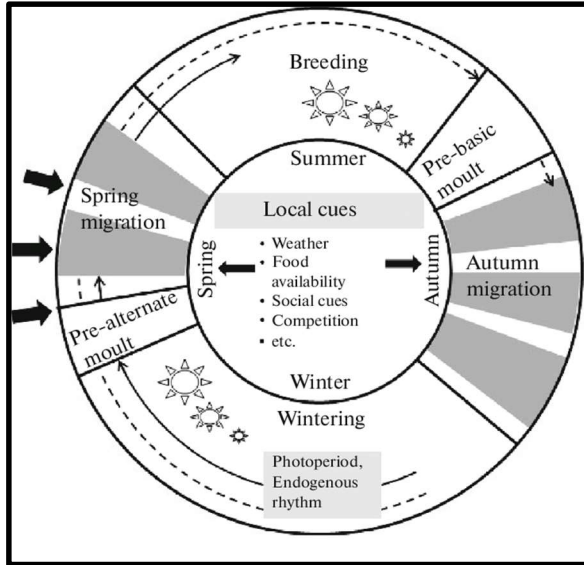 Breeding
Summer
Pre-basic
moult
Spring
migration
Local cues
• Weather
• Food
availability
• Social cues
• Competition
• etc.
Spring
Autumn
Autumn
migration
Pre-alternate
moult
Winter
Wintering
Photoperiod,
Endogenous
rhythm